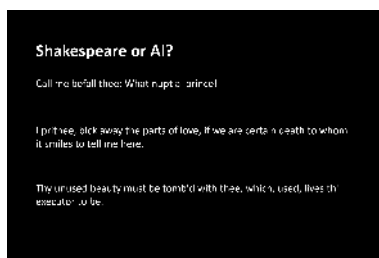 Shakespeare or AI?
Call me befall thee: What nupt a prince!
I prithee, pick away the parts of love, if we are certain death to whom
it smiles to tell me here.
Thy unused beauty must be tomb'd with thee, which, used, lives th'
executor to be.